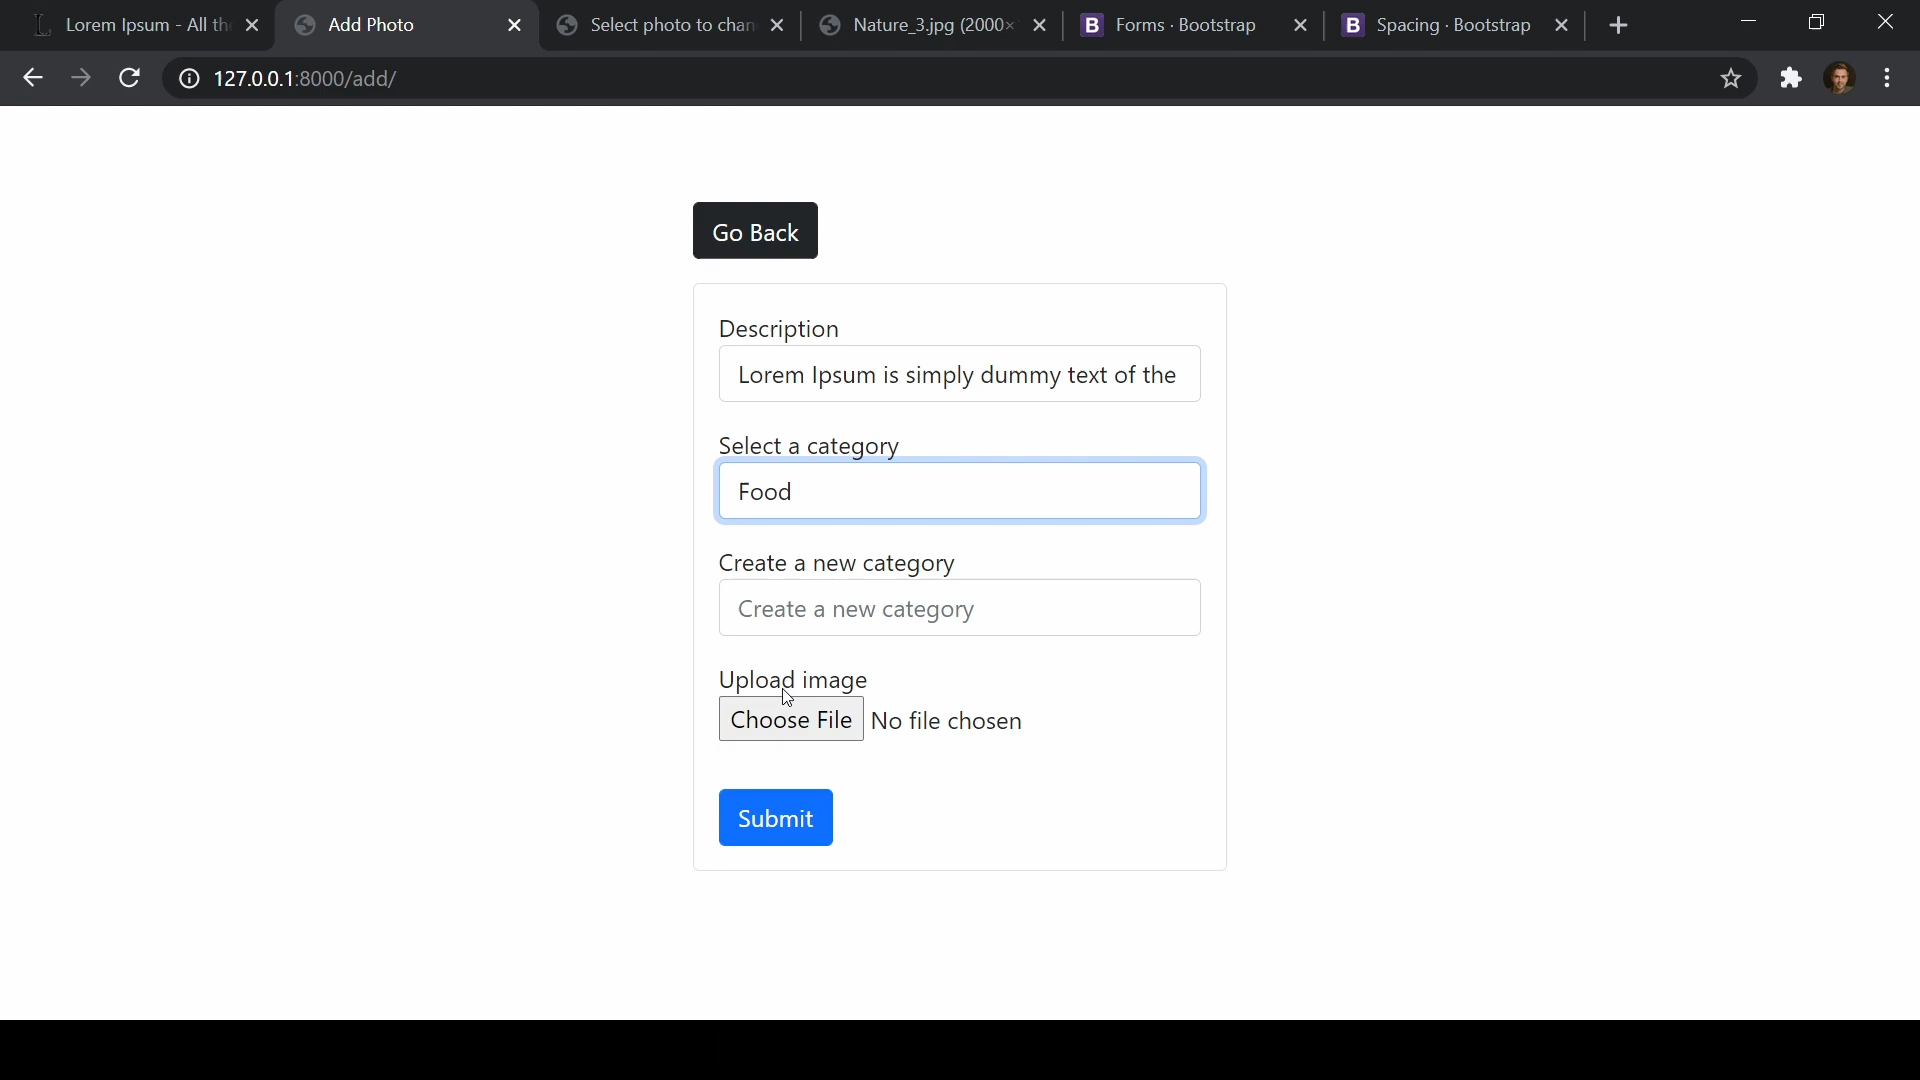 Lorem Ipsum - All th
Add Photo
Select photo to chan
Nature_3.jpg (2000×
B Forms · Bootstrap
B Spacing · Bootstrap
127.0.0.1:8000/add/
Go Back
Description
Lorem Ipsum is simply dummy text of the
Select a category
Food
Create a new category
Create a new category
Upload image
Choose File No file chosen
Submit